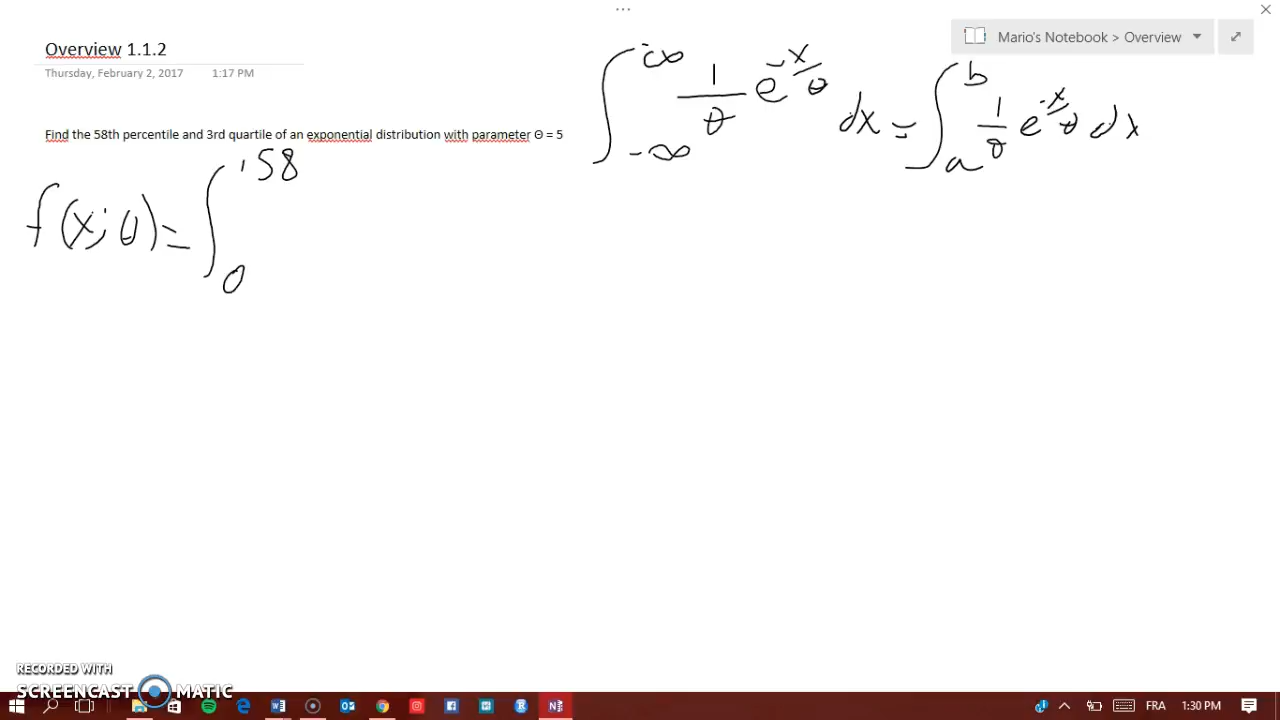 Mario's Notebook > Overview
Overview 1.1.2
Thursday, February 2, 2017 1:17 PM
∫_{-∞}^{∞} 1/θ e^{-x/θ} dx = ∫_a^b 1/θ e^{-x/θ} dx
Find the 58th percentile and 3rd quartile of an exponential distribution with parameter Θ = 5
f(x; θ) = ∫_0^{.58}
RECORDED WITH
SCREENCAST MATIC
FRA 1:30 PM